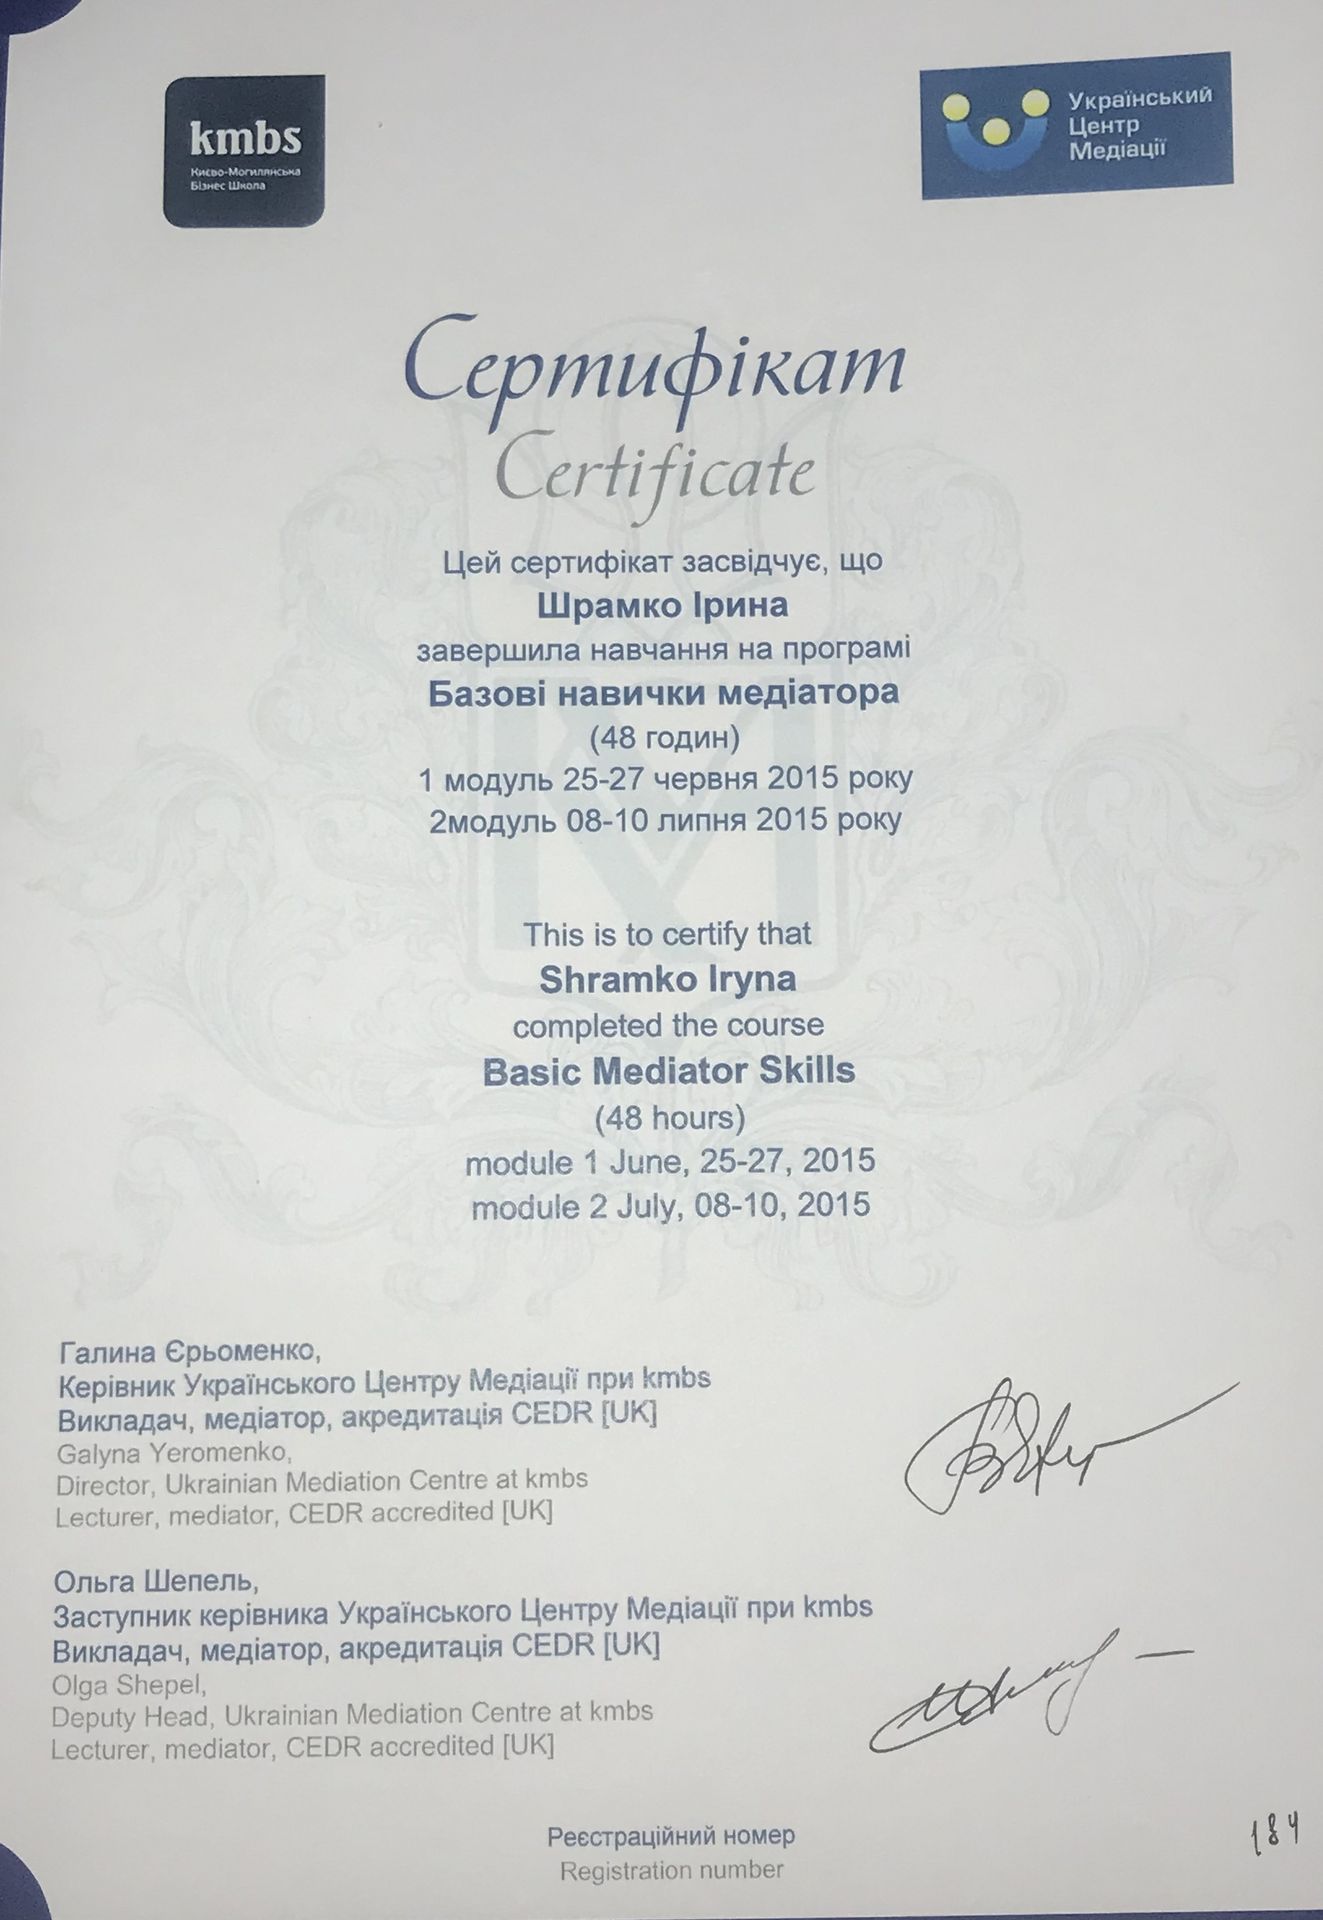 kmbs
Києво-Могилянська
Бізнес Школа
Український
Центр
Медіації
Сертифікат
Certificate
Цей сертифікат засвідчує, що
Шрамко Ірина
завершила навчання на програмі
Базові навички медіатора
(48 годин)
1 модуль 25-27 червня 2015 року
2модуль 08-10 липня 2015 року
This is to certify that
Shramko Iryna
completed the course
Basic Mediator Skills
(48 hours)
module 1 June, 25-27, 2015
module 2 July, 08-10, 2015
Галина Єрьоменко,
Керівник Українського Центру Медіації при kmbs
Викладач, медіатор, акредитація CEDR [UK]
Galyna Yeromenko,
Director, Ukrainian Mediation Centre at kmbs
Lecturer, mediator, CEDR accredited [UK]
Ольга Шепель,
Заступник керівника Українського Центру Медіації при kmbs
Викладач, медіатор, акредитація CEDR [UK]
Olga Shepel,
Deputy Head, Ukrainian Mediation Centre at kmbs
Lecturer, mediator, CEDR accredited [UK]
Реєстраційний номер
Registration number
184